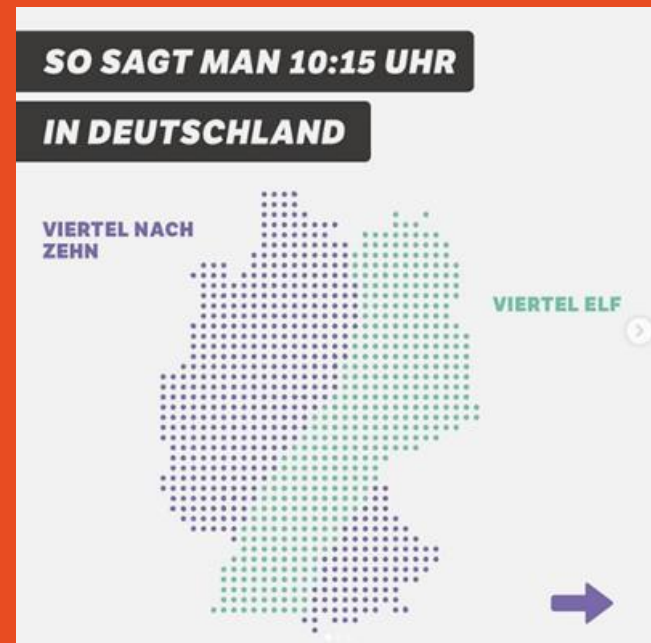 SO SAGT MAN 10:15 UHR
IN DEUTSCHLAND
VIERTEL NACH
ZEHN
VIERTEL ELF